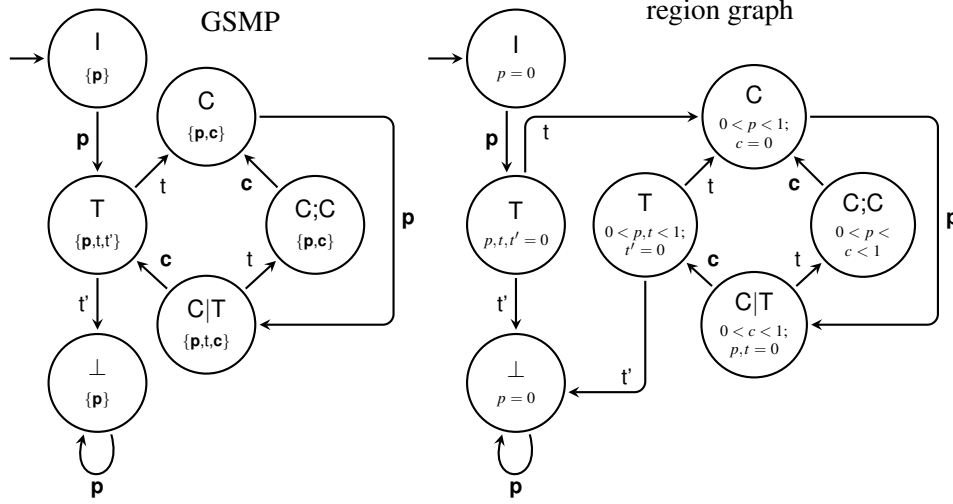 GSMP
I
{p}
p
C
{p,c}
t
c
T
{p,t,t'}
C;C
{p,c}
p
c
t
t'
C|T
{p,t,c}
⊥
{p}
p
region graph
I
p = 0
p
t
C
0 < p < 1;
c = 0
t
c
T
p,t,t' = 0
T
0 < p,t < 1;
t' = 0
C;C
0 < p <
c < 1
p
c
t
t'
C|T
0 < c < 1;
p,t = 0
t'
⊥
p = 0
p